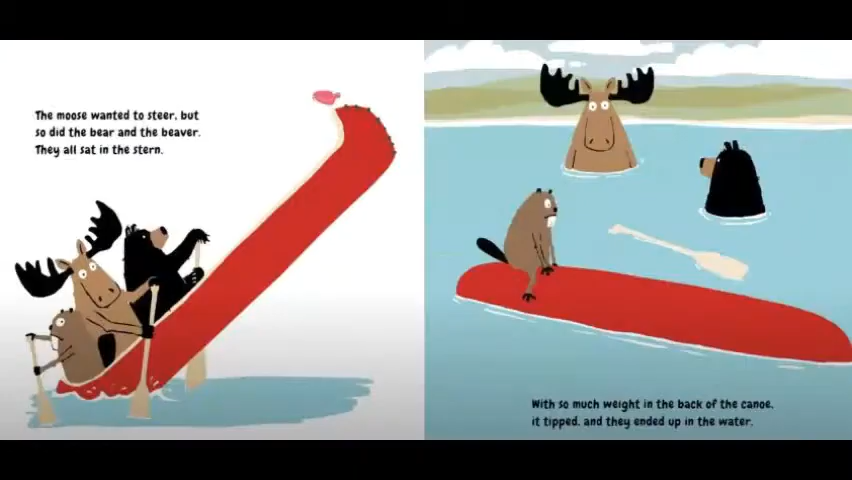 The moose wanted to steer, but
so did the bear and the beaver.
They all sat in the stern.
With so much weight in the back of the canoe,
it tipped, and they ended up in the water.